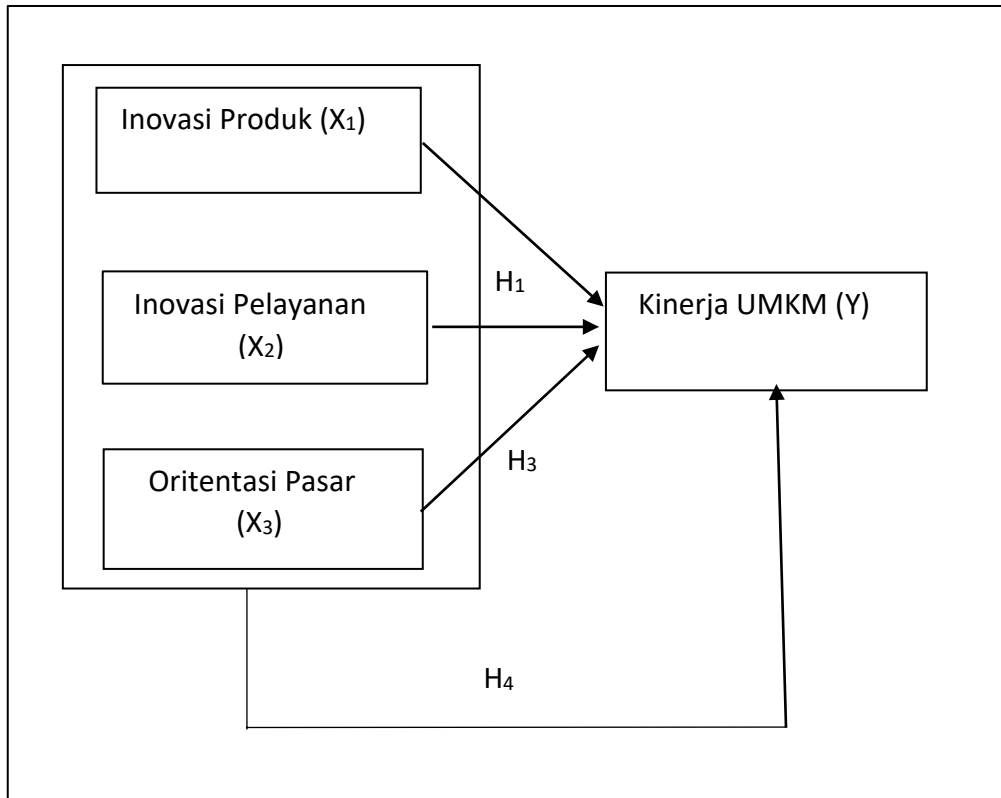 Inovasi Produk (X₁)
H₁
Inovasi Pelayanan
(X₂)
Kinerja UMKM (Y)
Oritentasi Pasar
(X₃)
H₃
H₄